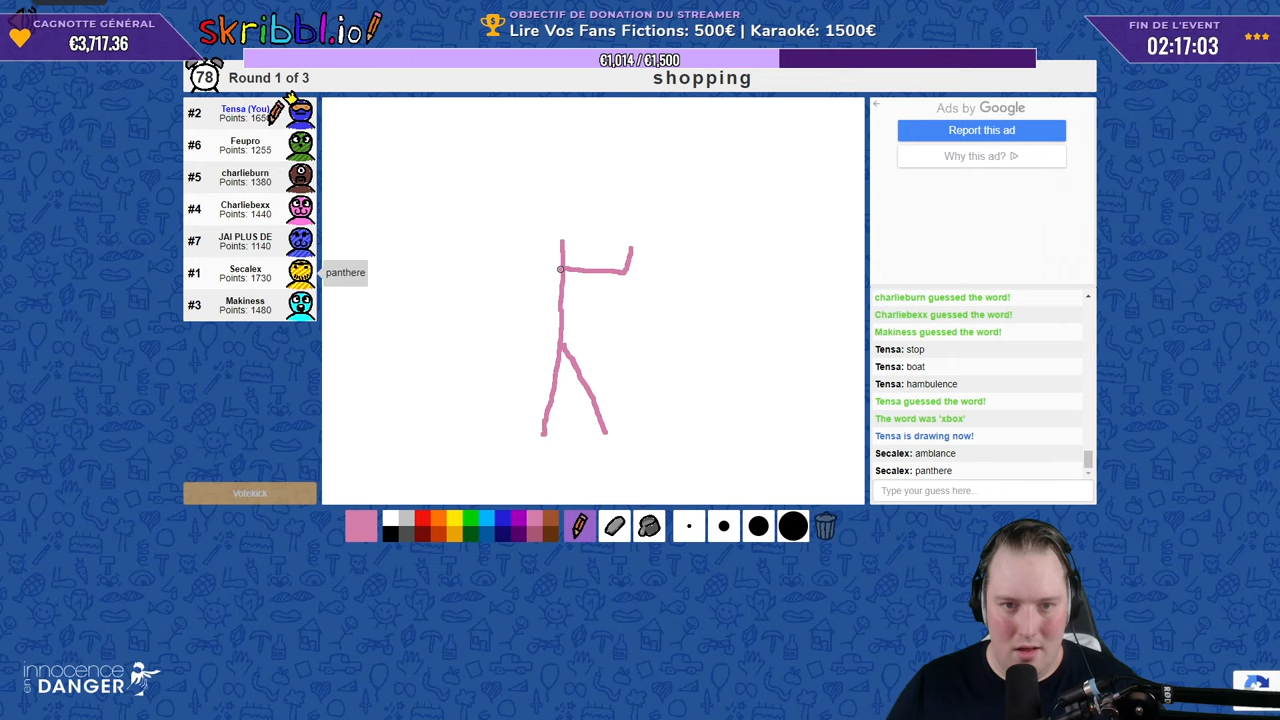 CAGNOTTE GÉNÉRAL
€3,717.36
skribbl.io
OBJECTIF DE DONATION DU STREAMER
Lire Vos Fans Fictions: 500€ | Karaoké: 1500€
€1,014 / €1,500
FIN DE L'EVENT
02:17:03
78
Round 1 of 3
shopping
#2
Tensa (You)
Points: 1650
#6
Feupro
Points: 1255
#5
charlieburn
Points: 1380
#4
Charliebexx
Points: 1440
#7
JAI PLUS DE
Points: 1140
#1
Secalex
Points: 1730
panthere
#3
Makiness
Points: 1480
Votekick
Ads by Google
Report this ad
Why this ad?
charlieburn guessed the word!
Charliebexx guessed the word!
Makiness guessed the word!
Tensa: stop
Tensa: boat
Tensa: hambulence
Tensa guessed the word!
The word was 'xbox'
Tensa is drawing now!
Secalex: amblance
Secalex: panthere
Type your guess here...
innocence
EN DANGER
RØDE